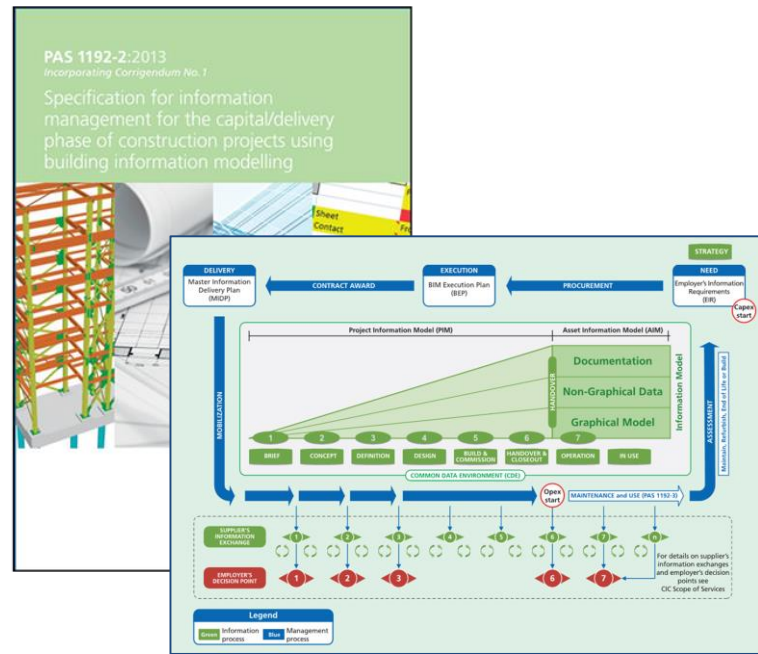 PAS 1192-2:2013
Incorporating Corrigendum No. 1
Specification for information
management for the capital/delivery
phase of construction projects using
building information modelling
Sheet
Contact
STRATEGY
DELIVERY
Master Information
Delivery Plan
(MIDP)
CONTRACT AWARD
EXECUTION
BIM Execution Plan
(BEP)
PROCUREMENT
NEED
Employer's Information
Requirements
(EIR)
Capex
start
Project Information Model (PIM)
Asset Information Model (AIM)
MOBILIZATION
HANDOVER
Documentation
Non-Graphical Data
Graphical Model
Information Model
ASSESSMENT
Maintain, Refurbish, End of Life or Build
1 2 3 4 5 6 7
BRIEF
CONCEPT
DEFINITION
DESIGN
BUILD &
COMMISSION
HANDOVER &
CLOSEOUT
OPERATION
IN USE
COMMON DATA ENVIRONMENT (CDE)
Opex
start
MAINTENANCE and USE (PAS 1192-3)
SUPPLIER'S
INFORMATION
EXCHANGE
1 2 3 4 5 6 7 n
EMPLOYER'S
DECISION POINT
1 2 3 6 7
For details on supplier's
information exchanges
and employer's decision
points see
CIC Scope of Services
Legend
Green Information
process
Blue Management
process